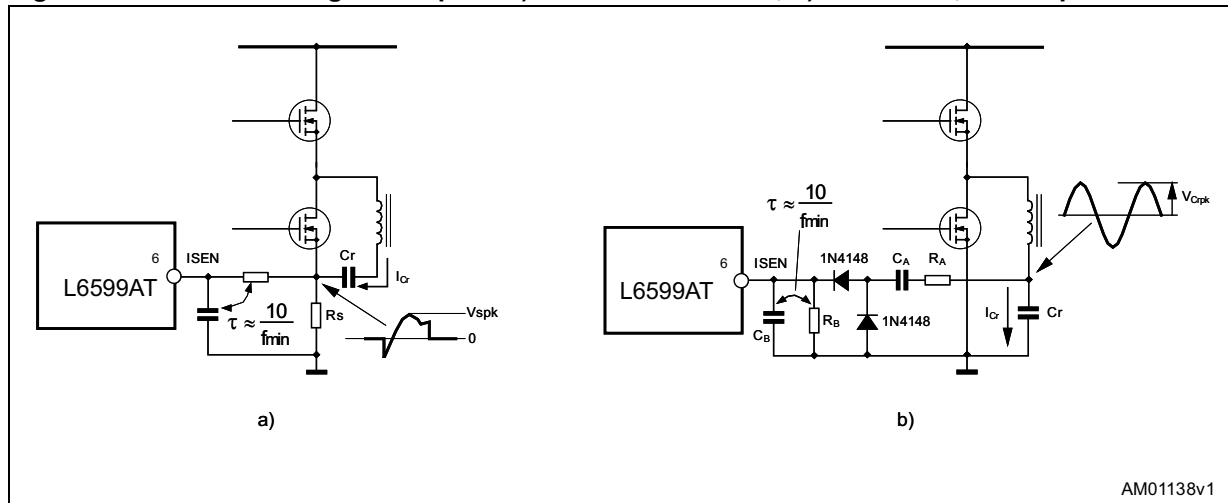 Cr
6
ISEN
L6599AT
ICr
τ ≈ 10
fmin
Rs
Vspk
0
a)
τ ≈ 10
fmin
VCrpk
6
ISEN
1N4148
CA
RA
L6599AT
RB
1N4148
ICr
Cr
CB
b)
AM01138v1